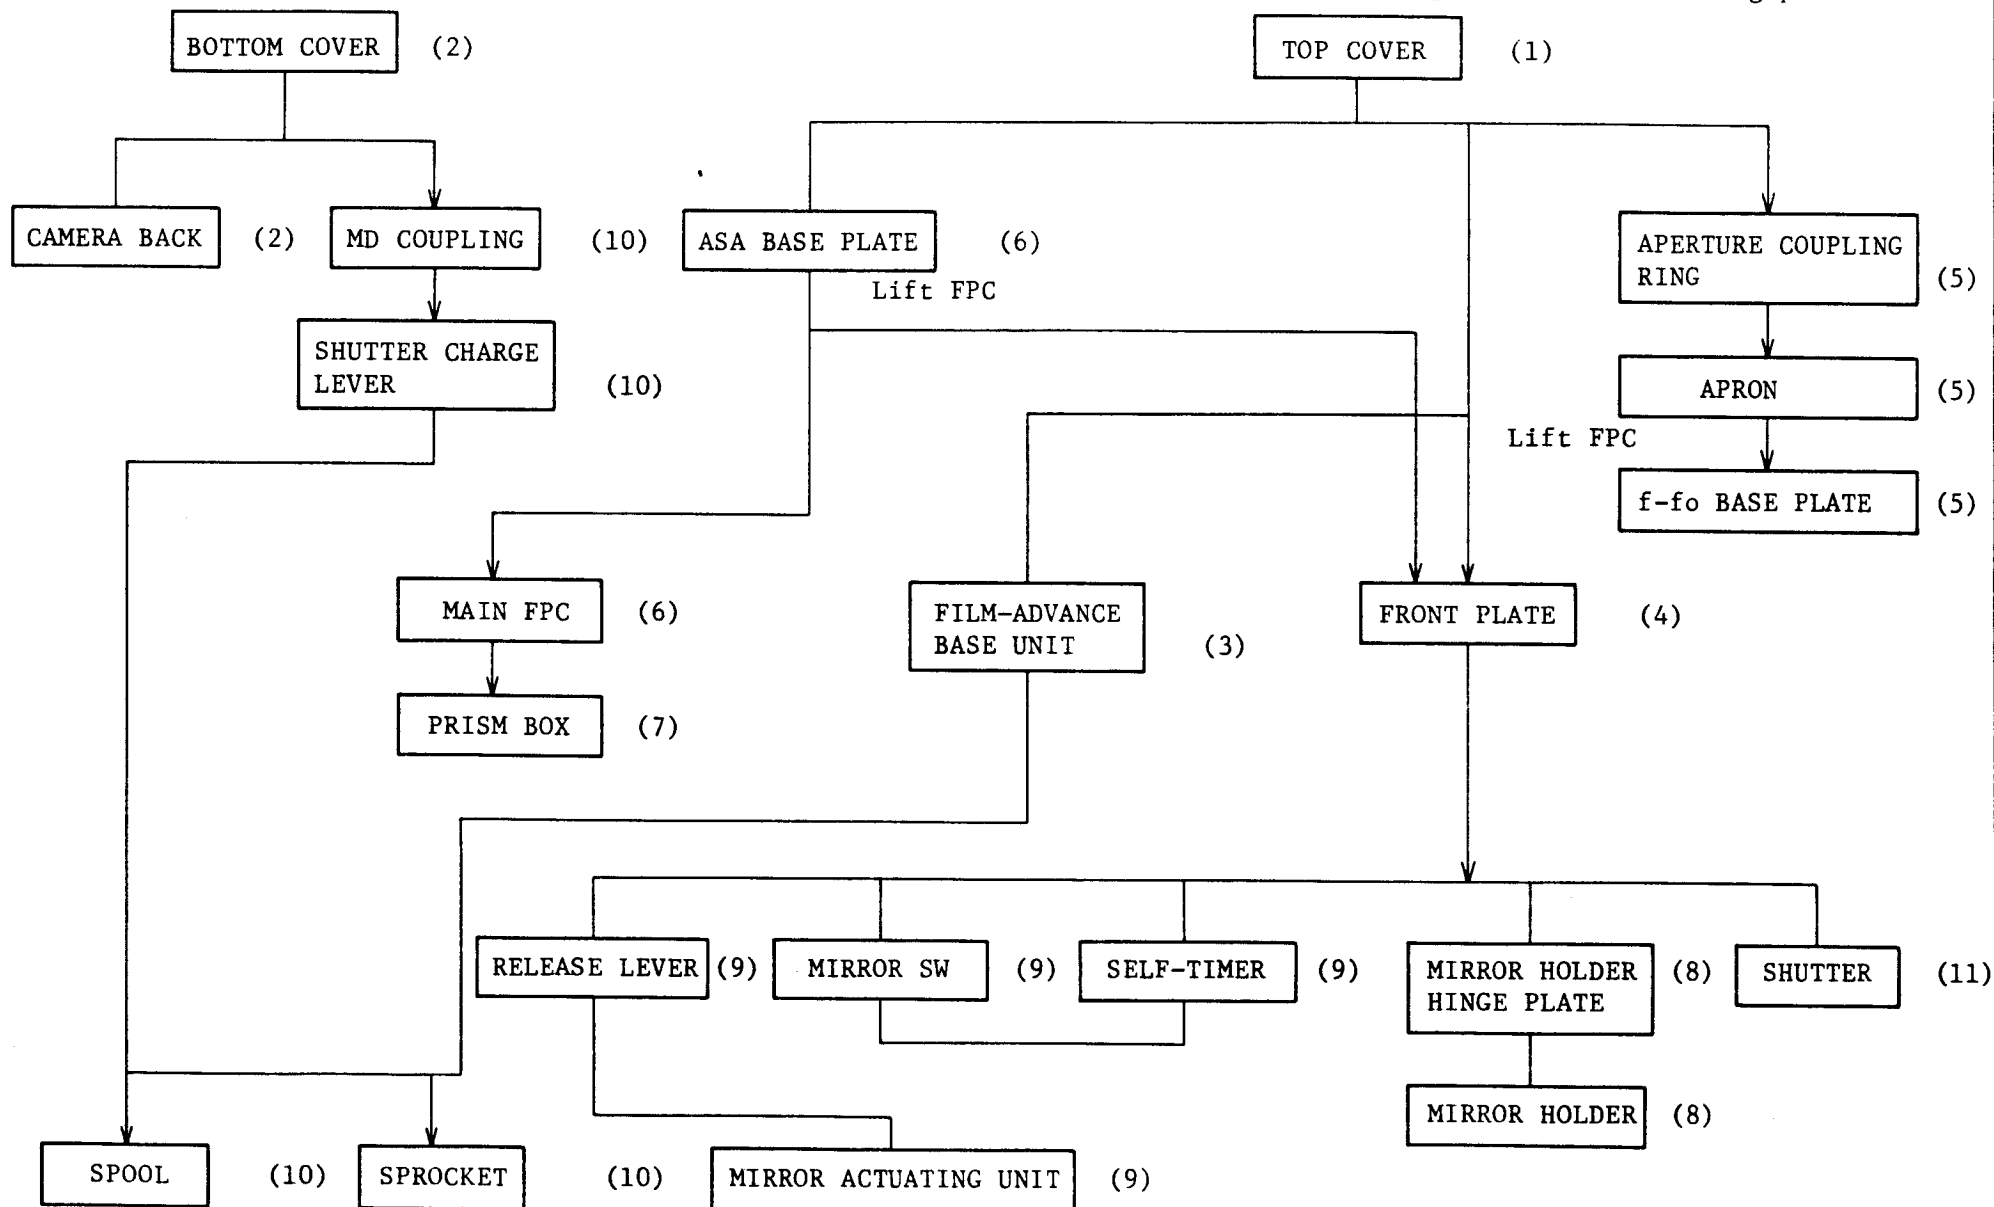 BOTTOM COVER (2)
TOP COVER (1)
CAMERA BACK (2)
MD COUPLING (10)
ASA BASE PLATE (6)
Lift FPC
APERTURE COUPLING
RING (5)
SHUTTER CHARGE
LEVER (10)
APRON (5)
Lift FPC
f-fo BASE PLATE (5)
MAIN FPC (6)
FILM-ADVANCE
BASE UNIT (3)
FRONT PLATE (4)
PRISM BOX (7)
RELEASE LEVER (9)
MIRROR SW (9)
SELF-TIMER (9)
MIRROR HOLDER
HINGE PLATE (8)
SHUTTER (11)
MIRROR HOLDER (8)
SPOOL (10)
SPROCKET (10)
MIRROR ACTUATING UNIT (9)